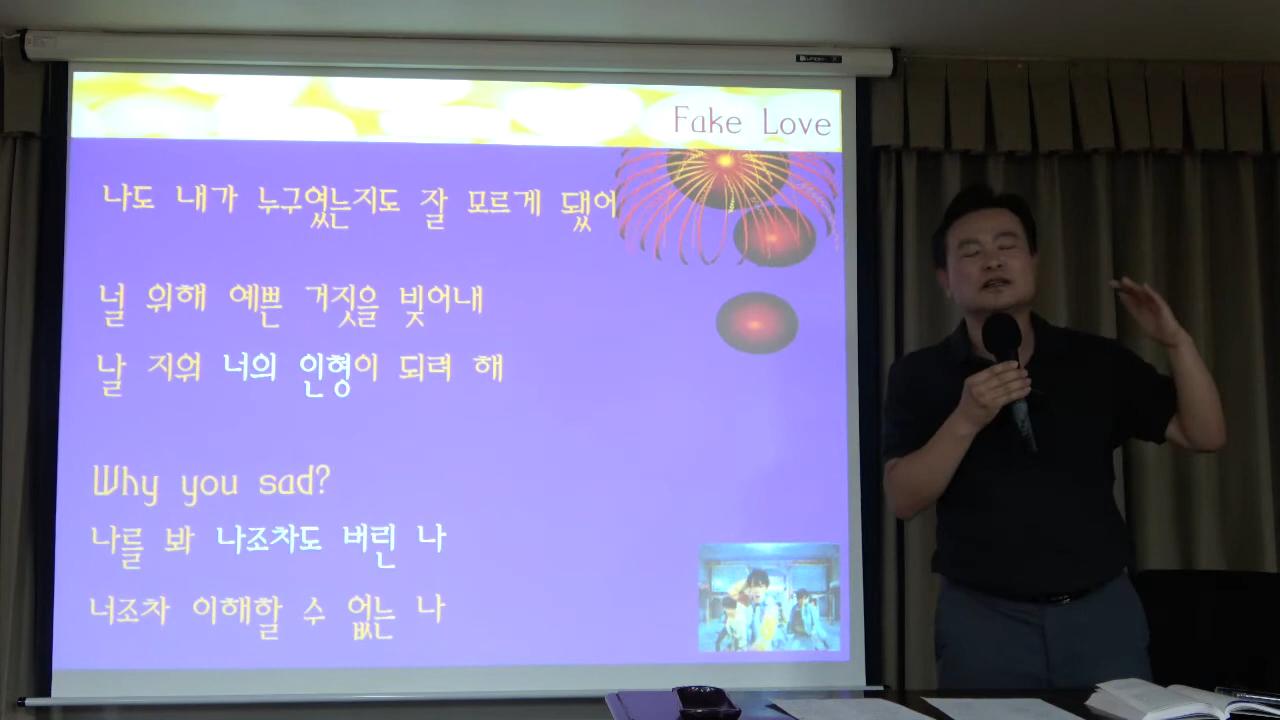 Fake Love
나도 내가 누구였는지도 잘 모르게 됐어
널 위해 예쁜 거짓을 빚어내
날 지워 너의 인형이 되려 해
Why you sad?
나를 봐 나조차도 버린 나
너조차 이해할 수 없는 나